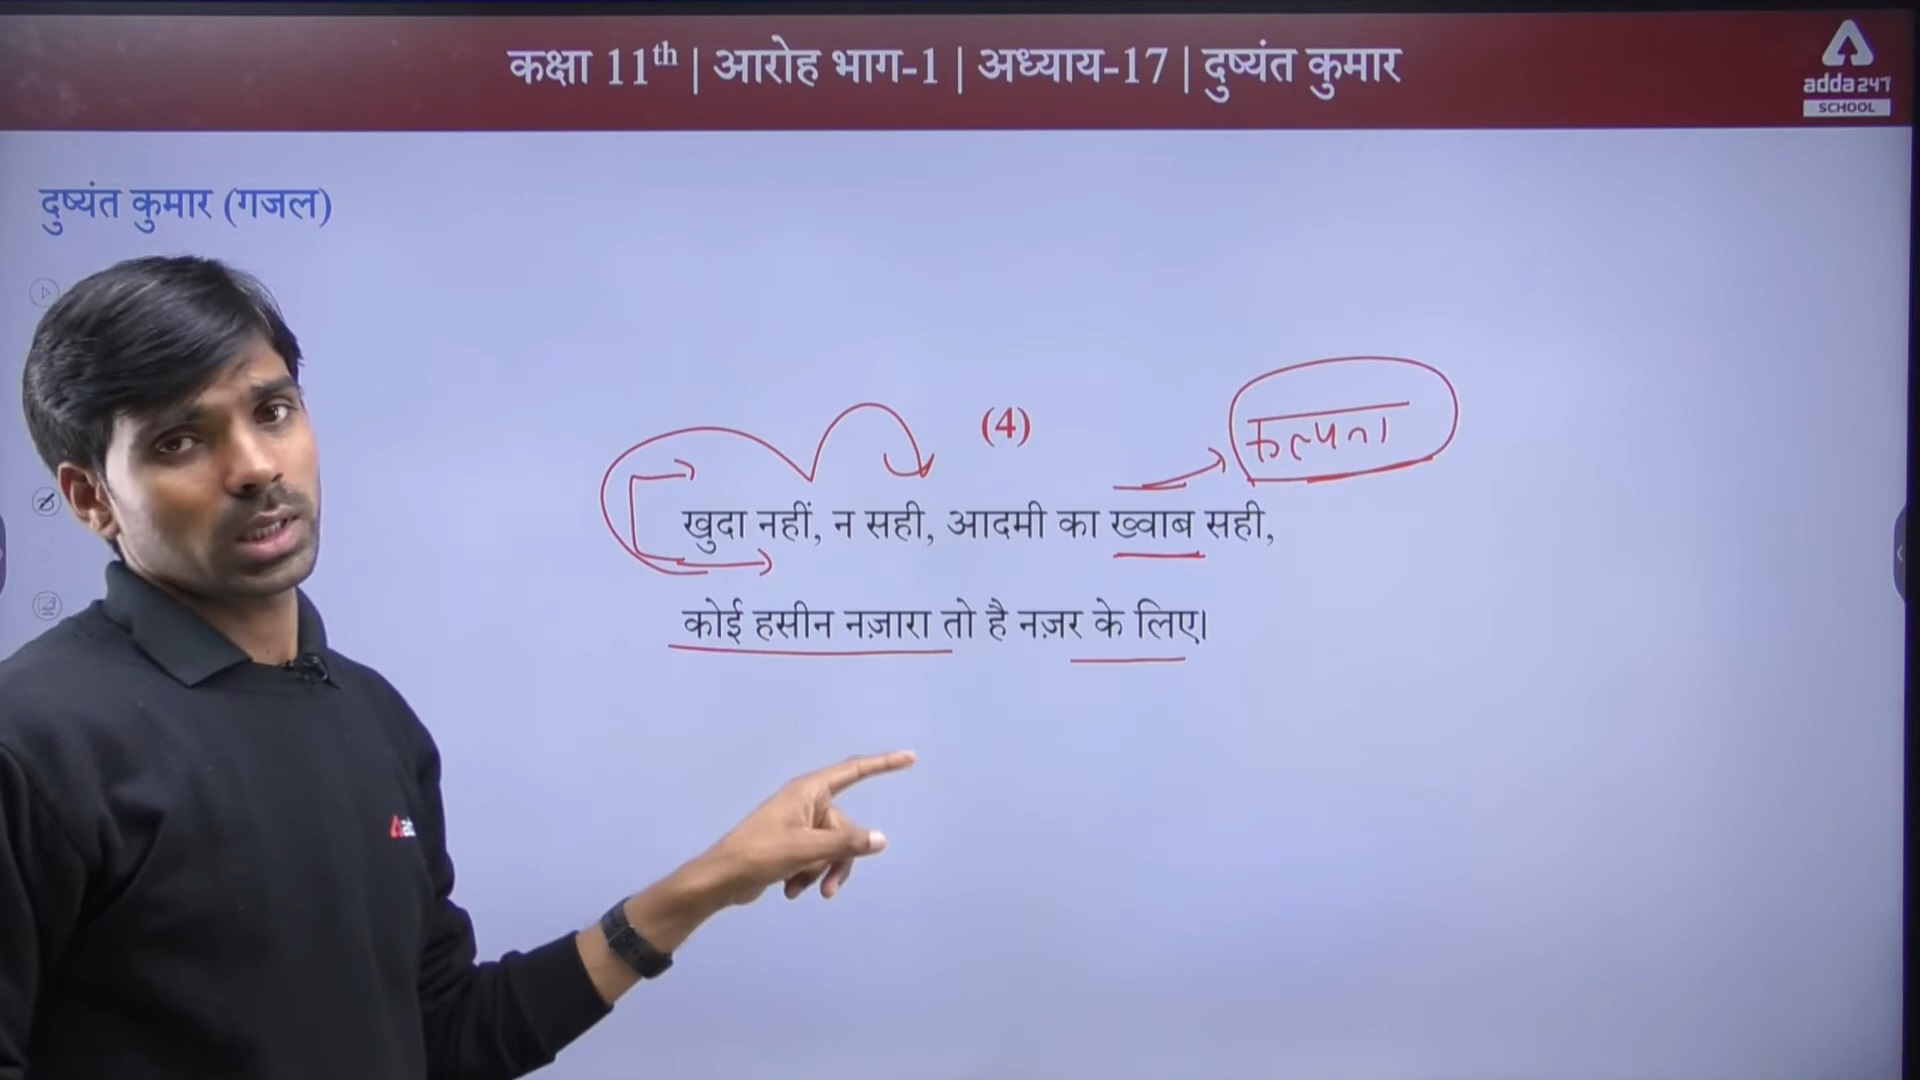 कक्षा 11th | आरोह भाग-1 | अध्याय-17 | दुष्यंत कुमार
adda247
SCHOOL
दुष्यंत कुमार (गजल)
(4)
कल्पना
खुदा नहीं, न सही, आदमी का ख्वाब सही,
कोई हसीन नज़ारा तो है नज़र के लिए।